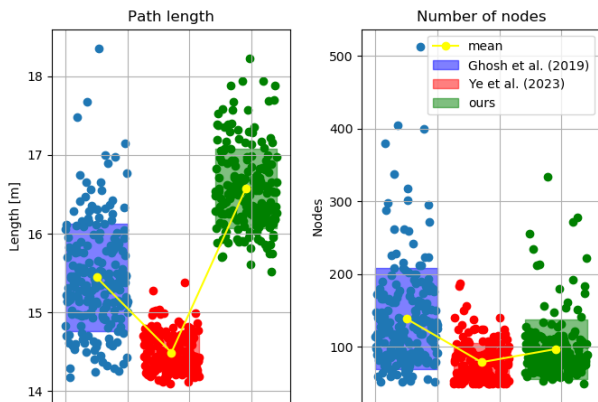 Path length
Length [m]
18
17
16
15
14
Number of nodes
Nodes
500
400
300
200
100
mean
Ghosh et al. (2019)
Ye et al. (2023)
ours